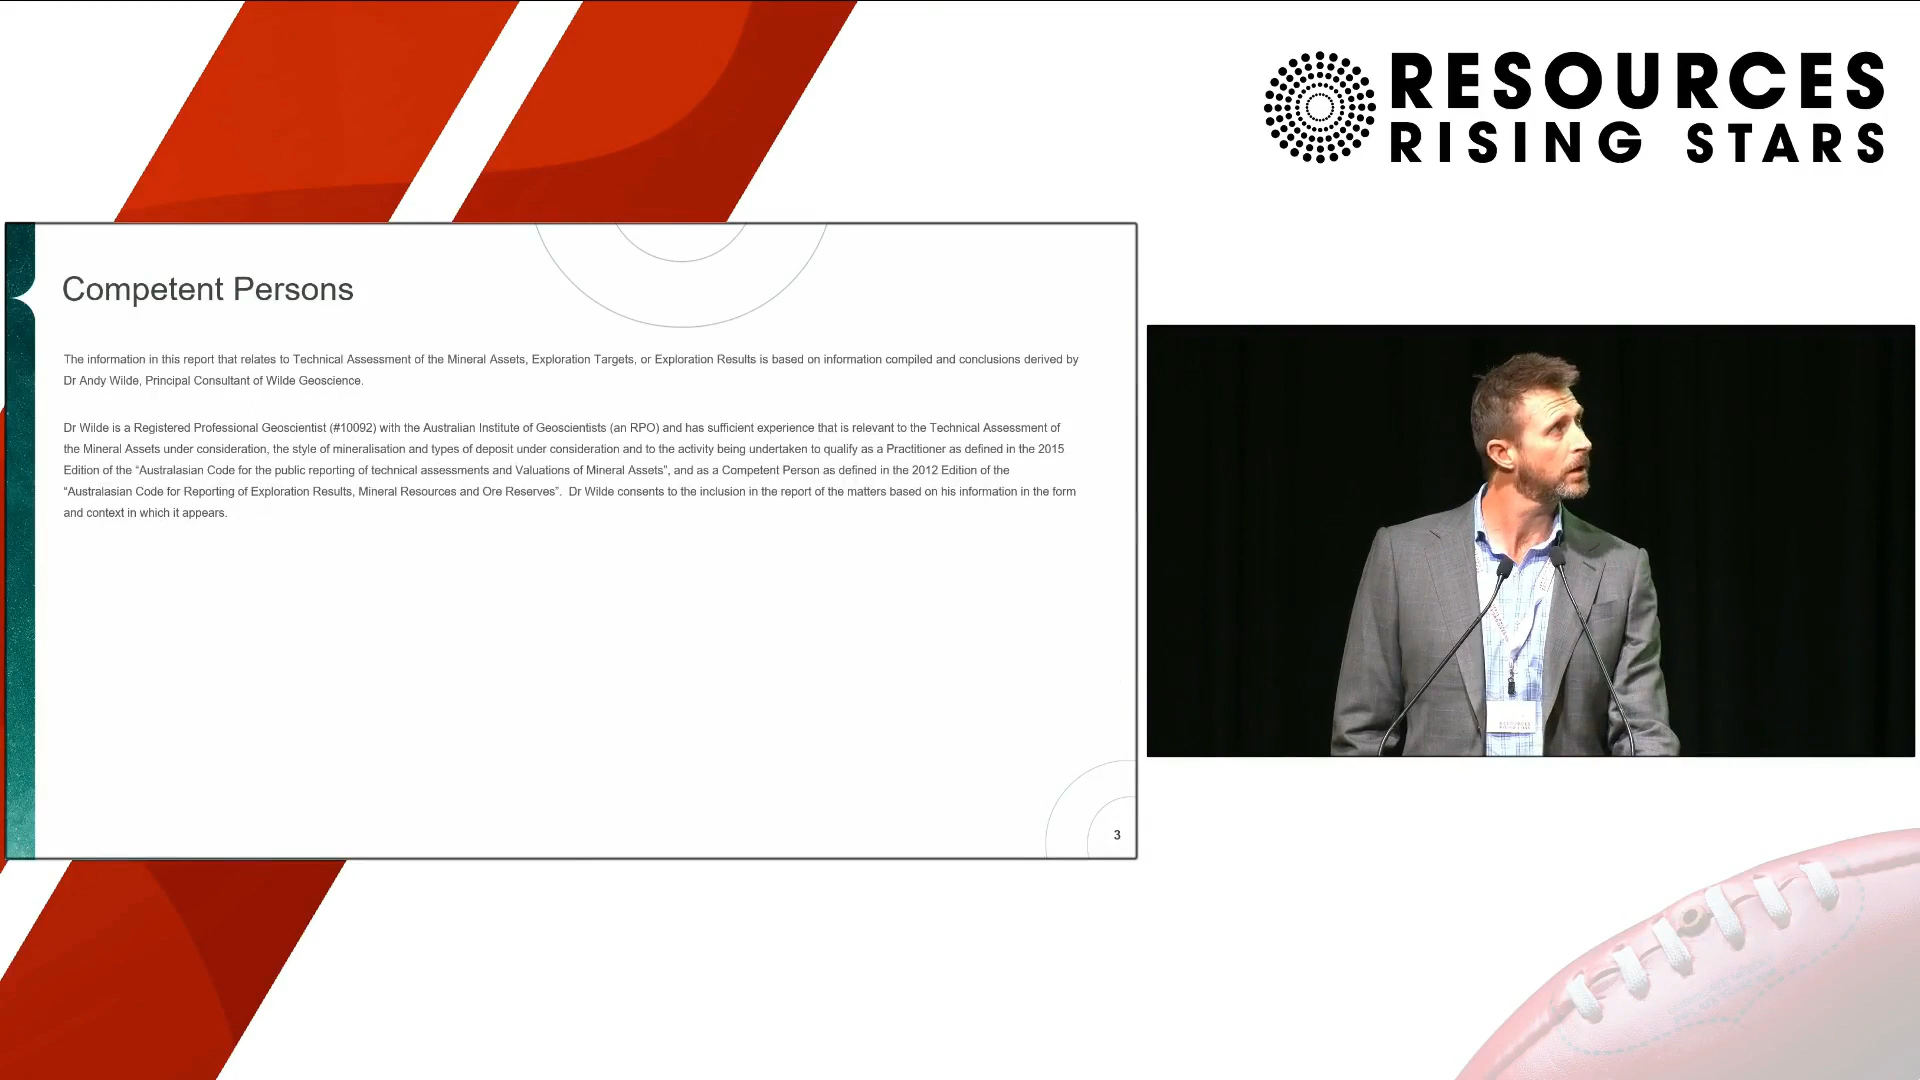 RESOURCES
RISING STARS
Competent Persons
The information in this report that relates to Technical Assessment of the Mineral Assets, Exploration Targets, or Exploration Results is based on information compiled and conclusions derived by
Dr Andy Wilde, Principal Consultant of Wilde Geoscience.
Dr Wilde is a Registered Professional Geoscientist (#10092) with the Australian Institute of Geoscientists (an RPO) and has sufficient experience that is relevant to the Technical Assessment of
the Mineral Assets under consideration, the style of mineralisation and types of deposit under consideration and to the activity being undertaken to qualify as a Practitioner as defined in the 2015
Edition of the “Australasian Code for the public reporting of technical assessments and Valuations of Mineral Assets”, and as a Competent Person as defined in the 2012 Edition of the
“Australasian Code for Reporting of Exploration Results, Mineral Resources and Ore Reserves”.  Dr Wilde consents to the inclusion in the report of the matters based on his information in the form
and context in which it appears.
3
RESOURCES
RISING STARS